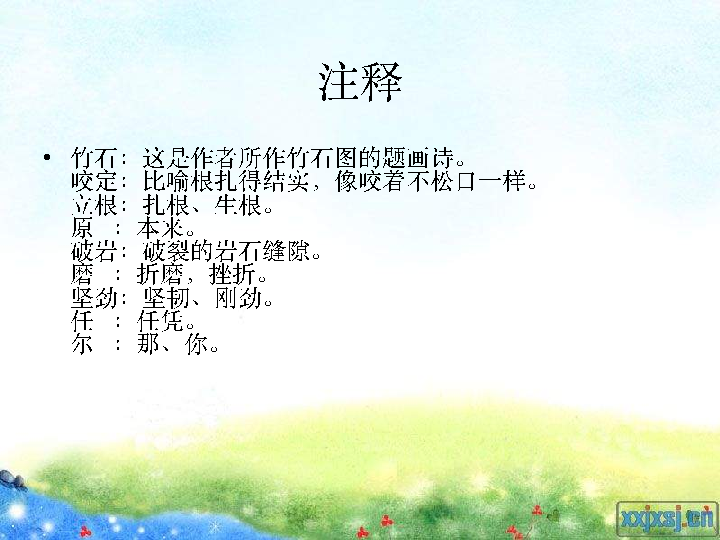 注释
• 竹石：这是作者所作竹石图的题画诗。
咬定：比喻根扎得结实，像咬着不松口一样。
立根：扎根、生根。
原 ：本来。
破岩：破裂的岩石缝隙。
磨 ：折磨，挫折。
坚劲：坚韧、刚劲。
任 ：任凭。
尔 ：那、你。
xxjxsj.cn